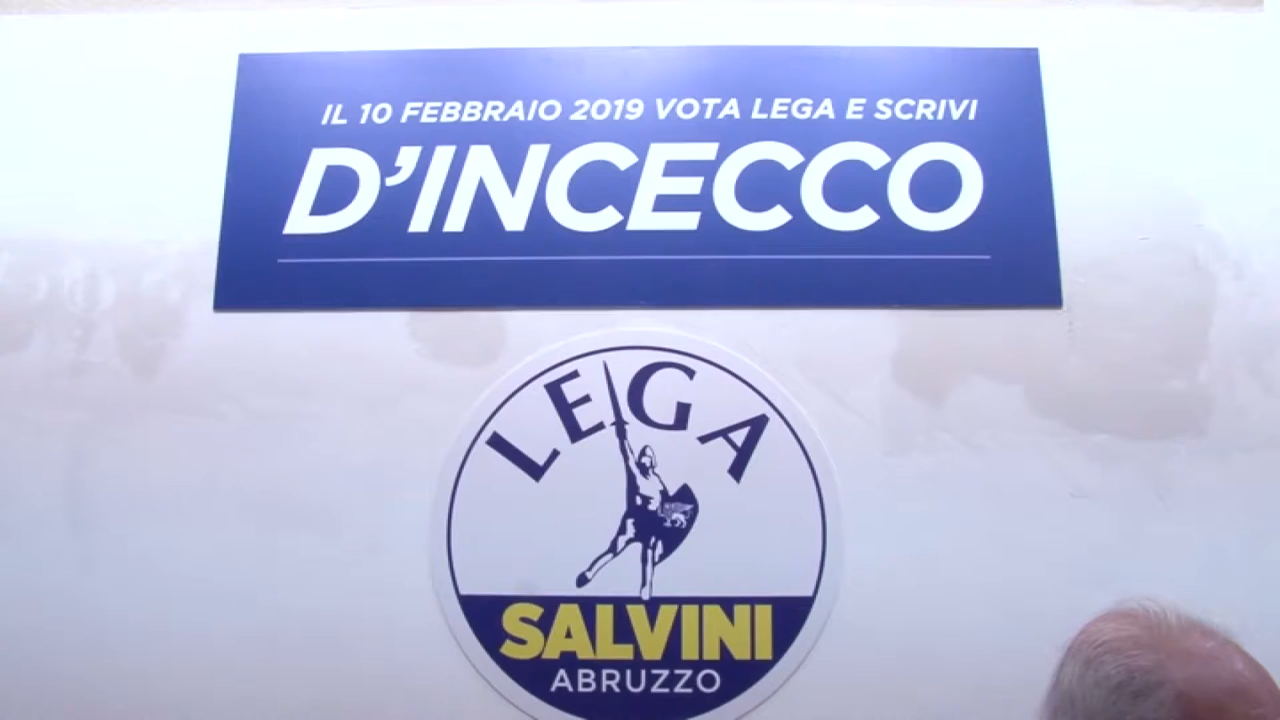 IL 10 FEBBRAIO 2019 VOTA LEGA E SCRIVI
D'INCECCO
LEGA
SALVINI
ABRUZZO